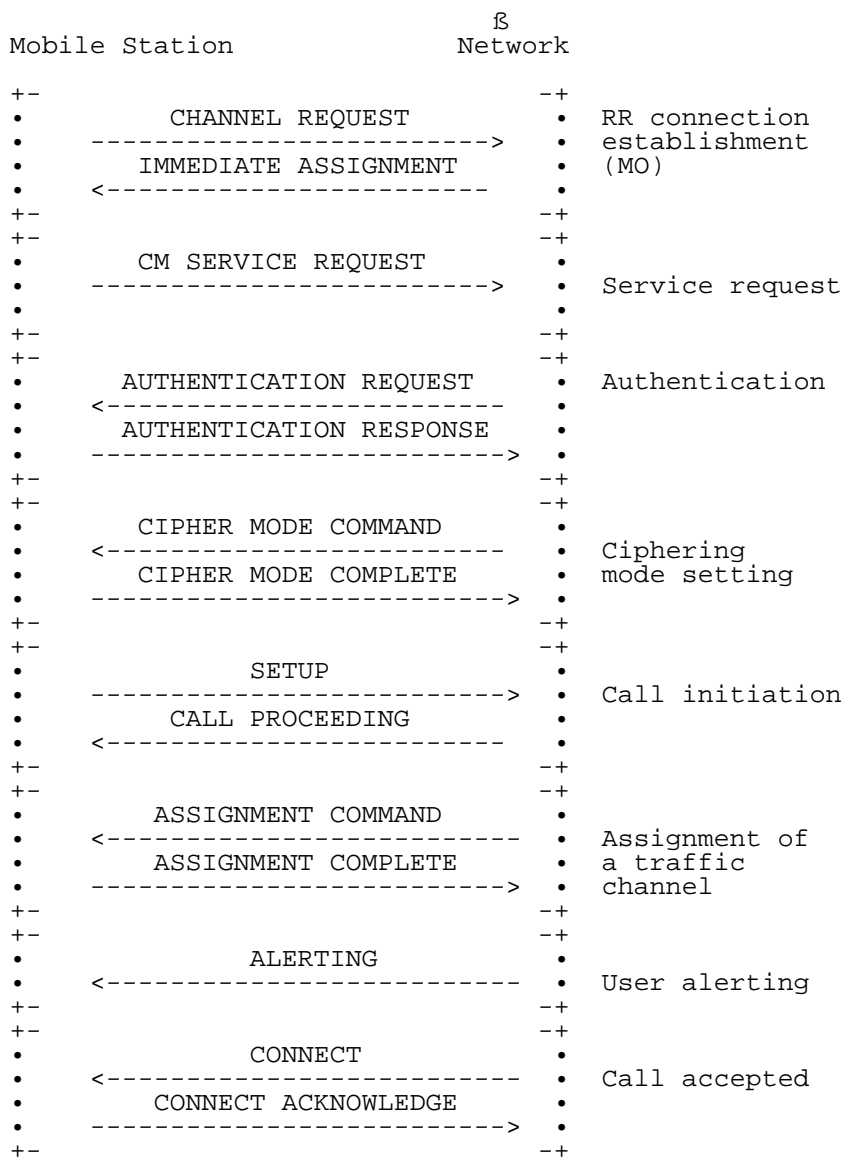 ß
Mobile Station Network
+- -+
• CHANNEL REQUEST • RR connection
• -------------------------> • establishment
• IMMEDIATE ASSIGNMENT • (MO)
• <------------------------ •
+- -+
+- -+
• CM SERVICE REQUEST •
• -------------------------> • Service request
• •
+- -+
+- -+
• AUTHENTICATION REQUEST • Authentication
• <------------------------- •
• AUTHENTICATION RESPONSE •
• --------------------------> •
+- -+
+- -+
• CIPHER MODE COMMAND •
• <------------------------- • Ciphering
• CIPHER MODE COMPLETE • mode setting
• --------------------------> •
+- -+
+- -+
• SETUP •
• --------------------------> • Call initiation
• CALL PROCEEDING •
• <------------------------- •
+- -+
+- -+
• ASSIGNMENT COMMAND •
• <-------------------------- • Assignment of
• ASSIGNMENT COMPLETE • a traffic
• --------------------------> • channel
+- -+
+- -+
• ALERTING •
• <-------------------------- • User alerting
+- -+
+- -+
• CONNECT •
• <-------------------------- • Call accepted
• CONNECT ACKNOWLEDGE •
• --------------------------> •
+- -+